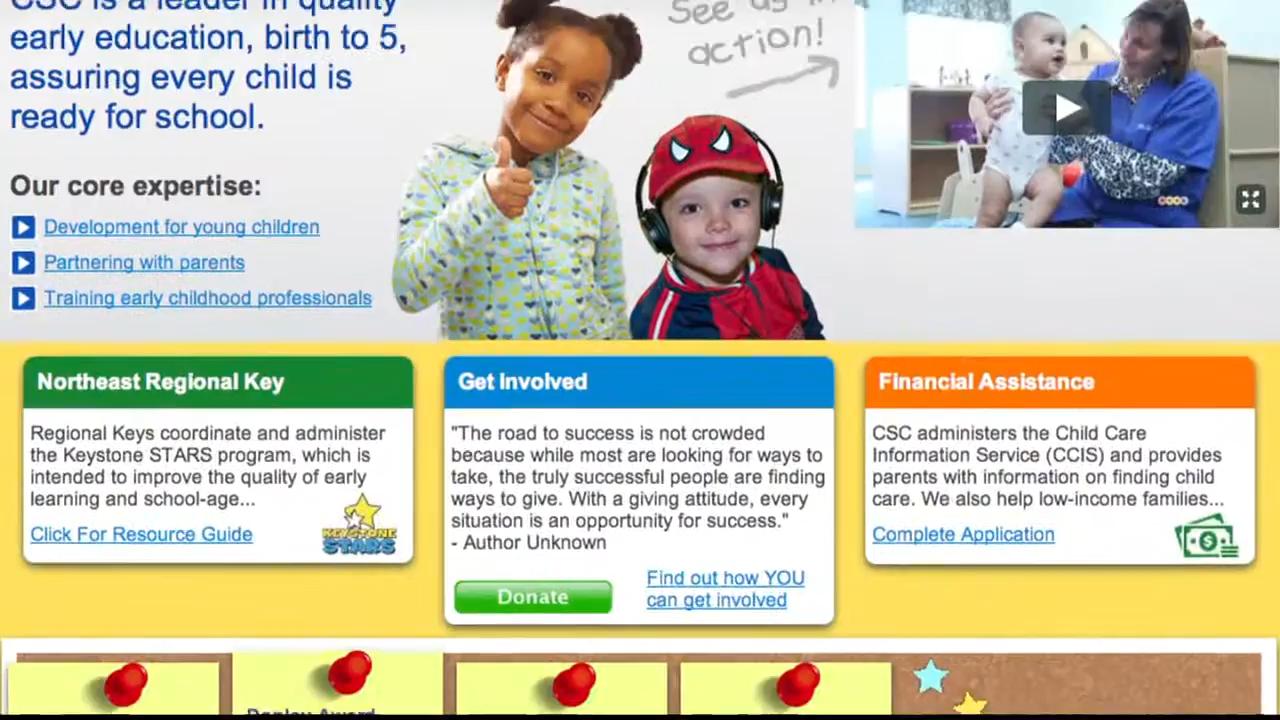 CSC is a leader in quality
early education, birth to 5,
assuring every child is
ready for school.
Our core expertise:
Development for young children
Partnering with parents
Training early childhood professionals
See us in
action!
Northeast Regional Key
Regional Keys coordinate and administer
the Keystone STARS program, which is
intended to improve the quality of early
learning and school-age...
Click For Resource Guide
KEYSTONE
STARS
Get Involved
"The road to success is not crowded
because while most are looking for ways to
take, the truly successful people are finding
ways to give. With a giving attitude, every
situation is an opportunity for success."
- Author Unknown
Donate
Find out how YOU
can get involved
Financial Assistance
CSC administers the Child Care
Information Service (CCIS) and provides
parents with information on finding child
care. We also help low-income families...
Complete Application